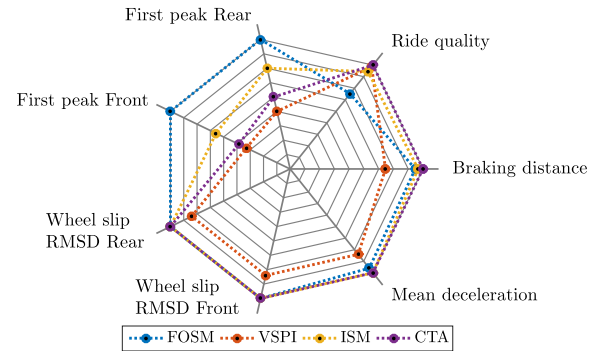 First peak Rear
Ride quality
First peak Front
Braking distance
Wheel slip
RMSD Rear
Wheel slip
RMSD Front
Mean deceleration
FOSM VSPI ISM CTA